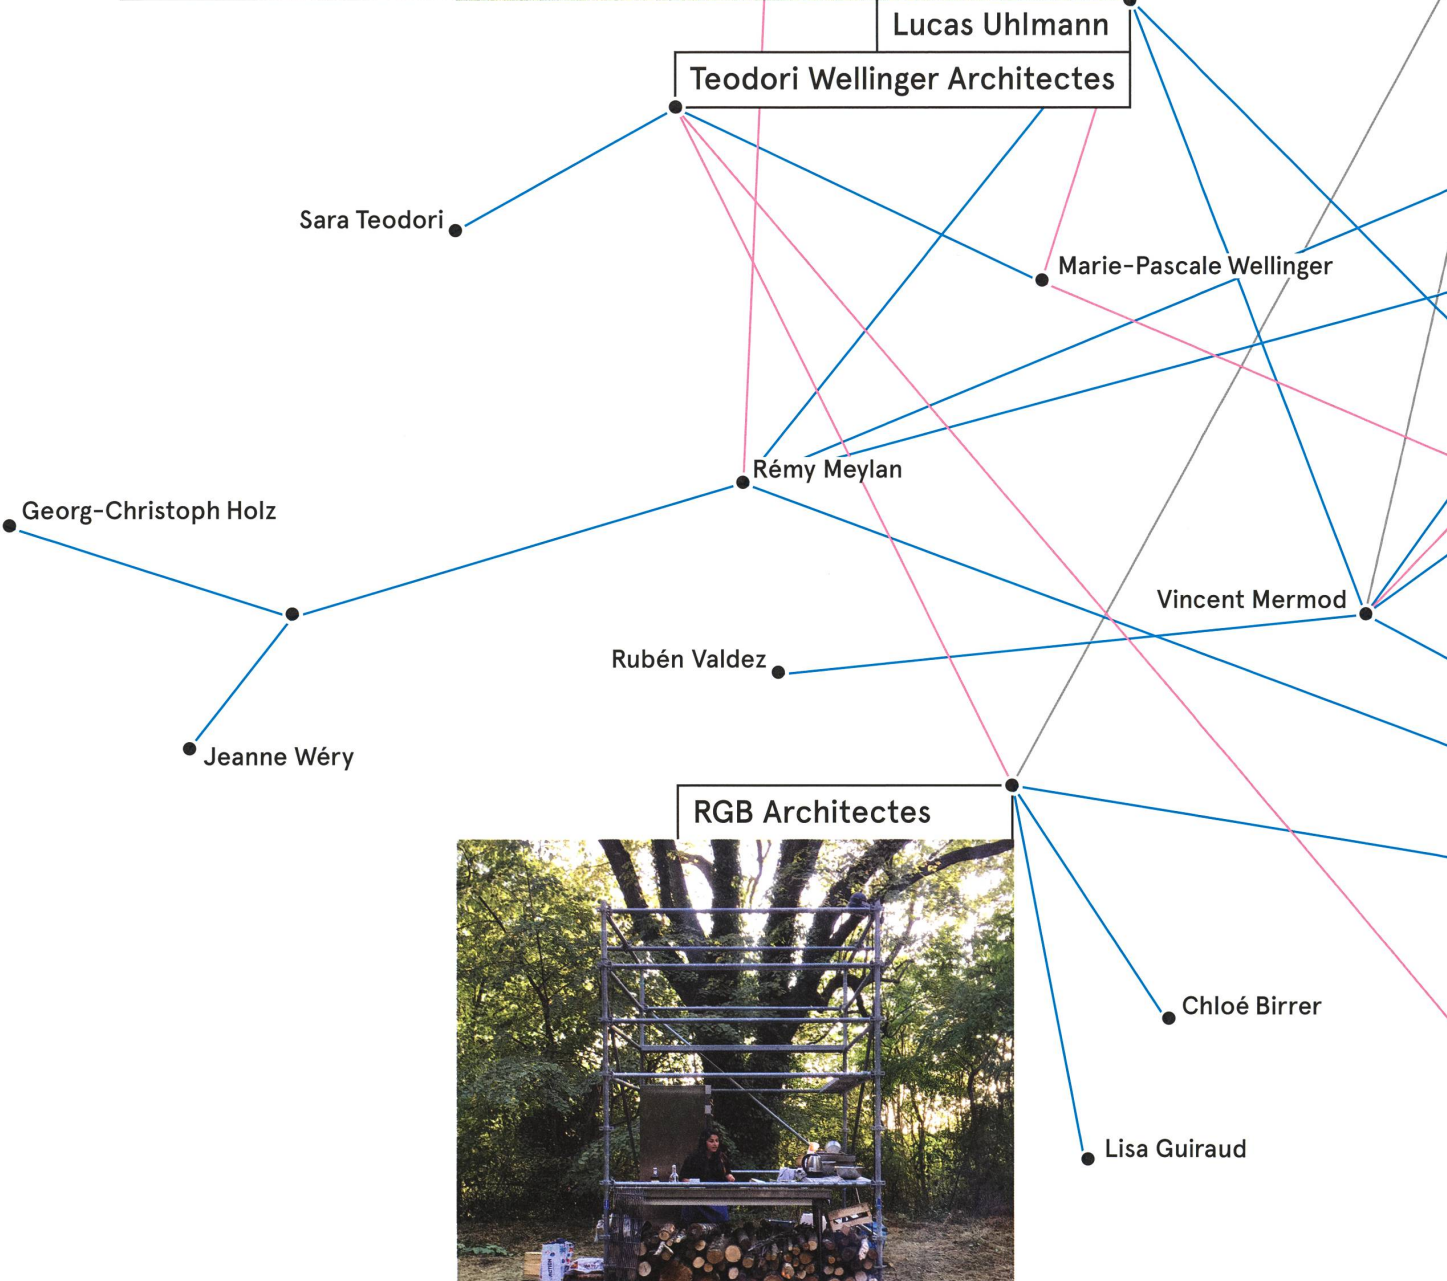 Lucas Uhlmann
Teodori Wellinger Architectes
Sara Teodori
Marie-Pascale Wellinger
Rémy Meylan
Georg-Christoph Holz
Vincent Mermod
Rubén Valdez
Jeanne Wéry
RGB Architectes
Chloé Birrer
Lisa Guiraud